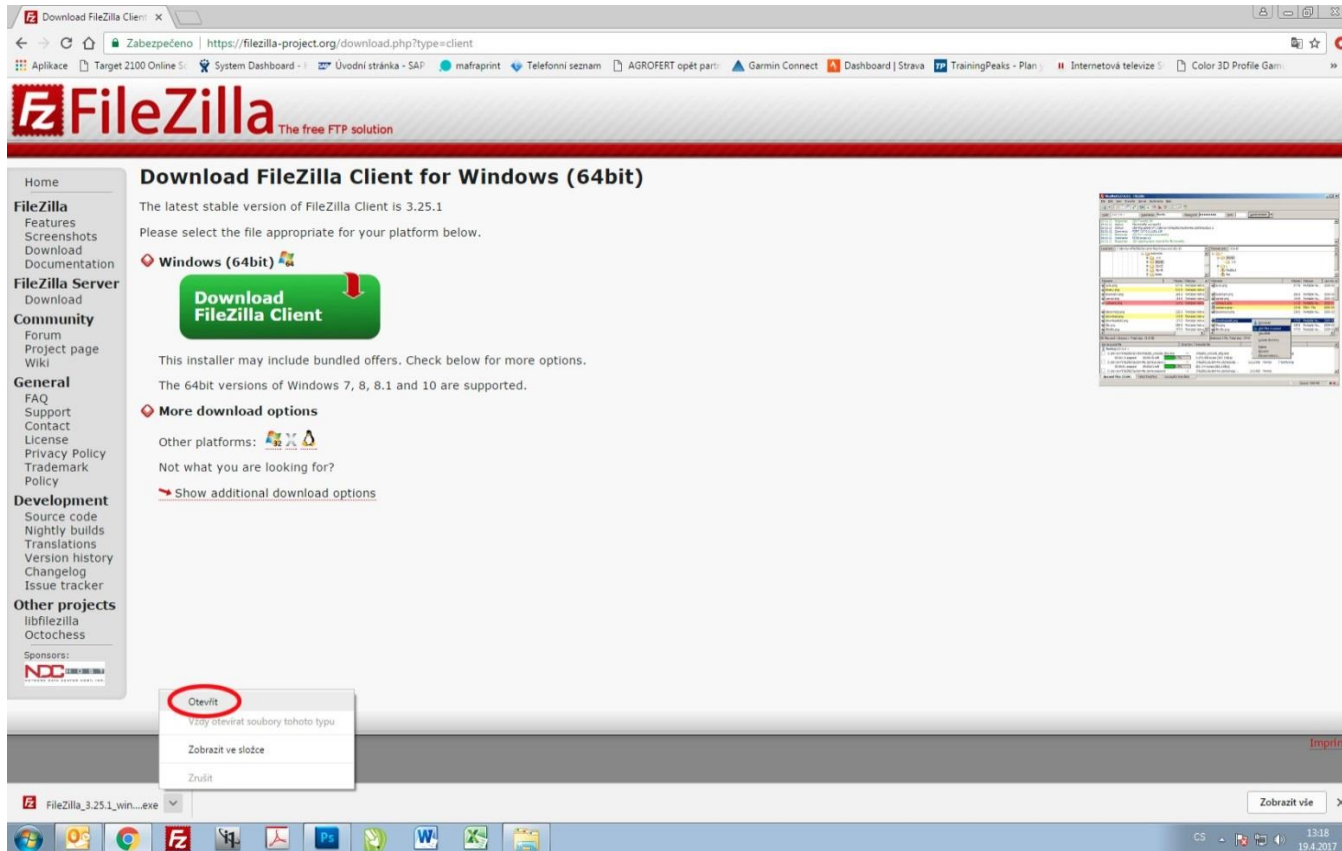 Download FileZilla Client
Zabezpečeno | https://filezilla-project.org/download.php?type=client
Aplikace Target 2100 Online Sc System Dashboard - Úvodní stránka - SAP mafraprint Telefonní seznam AGROFERT opět part Garmin Connect Dashboard | Strava TrainingPeaks - Plan Internetová televize S Color 3D Profile Garm »
FileZilla The free FTP solution
Home
FileZilla
Features
Screenshots
Download
Documentation
FileZilla Server
Download
Community
Forum
Project page
Wiki
General
FAQ
Support
Contact
License
Privacy Policy
Trademark
Policy
Development
Source code
Nightly builds
Translations
Version history
Changelog
Issue tracker
Other projects
libfilezilla
Octochess
Sponsors:
NDC HOST
Download FileZilla Client for Windows (64bit)
The latest stable version of FileZilla Client is 3.25.1
Please select the file appropriate for your platform below.
Windows (64bit)
Download
FileZilla Client
This installer may include bundled offers. Check below for more options.
The 64bit versions of Windows 7, 8, 8.1 and 10 are supported.
More download options
Other platforms:
Not what you are looking for?
Show additional download options
Otevřít
Vždy otevírat soubory tohoto typu
Zobrazit ve složce
Zrušit
Imprin
FileZilla_3.25.1_win....exe
Zobrazit vše
CS 13:18
19.4.2017